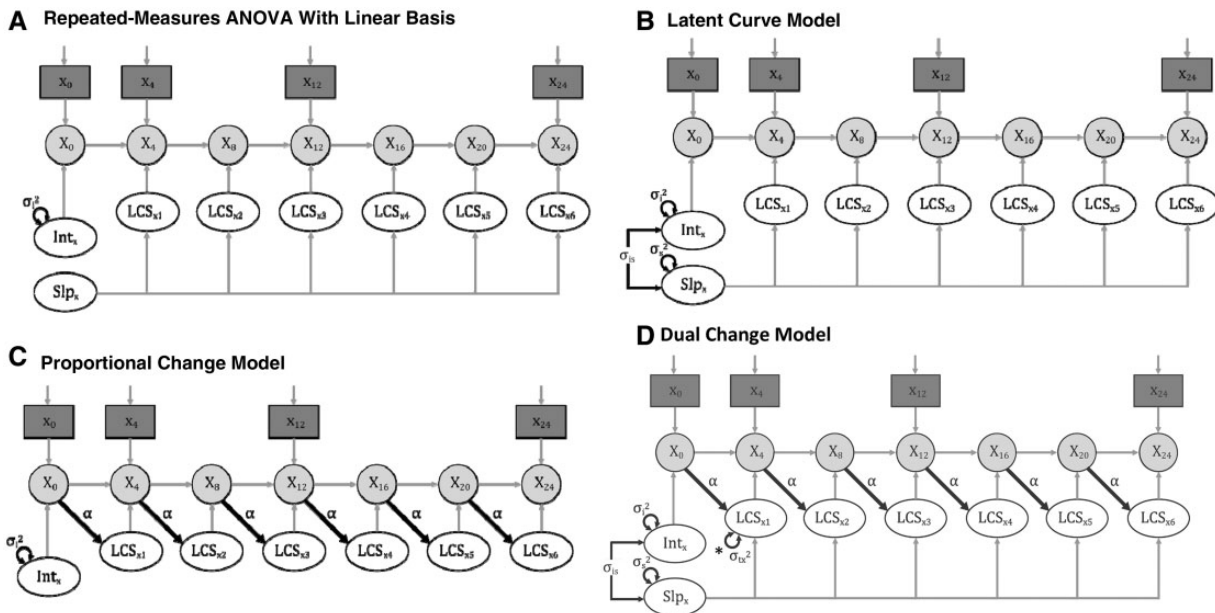 A Repeated-Measures ANOVA With Linear Basis
X₀ X₄ X₁₂ X₂₄
X₀ X₄ X₈ X₁₂ X₁₆ X₂₀ X₂₄
σᵢ² LCSₓ₁ LCSₓ₂ LCSₓ₃ LCSₓ₄ LCSₓ₅ LCSₓ₆
Intₓ
Slpₓ
B Latent Curve Model
X₀ X₄ X₁₂ X₂₄
X₀ X₄ X₈ X₁₂ X₁₆ X₂₀ X₂₄
σᵢ² LCSₓ₁ LCSₓ₂ LCSₓ₃ LCSₓ₄ LCSₓ₅ LCSₓ₆
Intₓ
σᵢₛ σₛ²
Slpₓ
C Proportional Change Model
X₀ X₄ X₁₂ X₂₄
X₀ X₄ X₈ X₁₂ X₁₆ X₂₀ X₂₄
α α α α α α
σᵢ² LCSₓ₁ LCSₓ₂ LCSₓ₃ LCSₓ₄ LCSₓ₅ LCSₓ₆
Intₓ
D Dual Change Model
X₀ X₄ X₁₂ X₂₄
X₀ X₄ X₈ X₁₂ X₁₆ X₂₀ X₂₄
α α α α α α
σᵢ² LCSₓ₁ LCSₓ₂ LCSₓ₃ LCSₓ₄ LCSₓ₅ LCSₓ₆
Intₓ * σₜₓ²
σᵢₛ σₛ²
Slpₓ